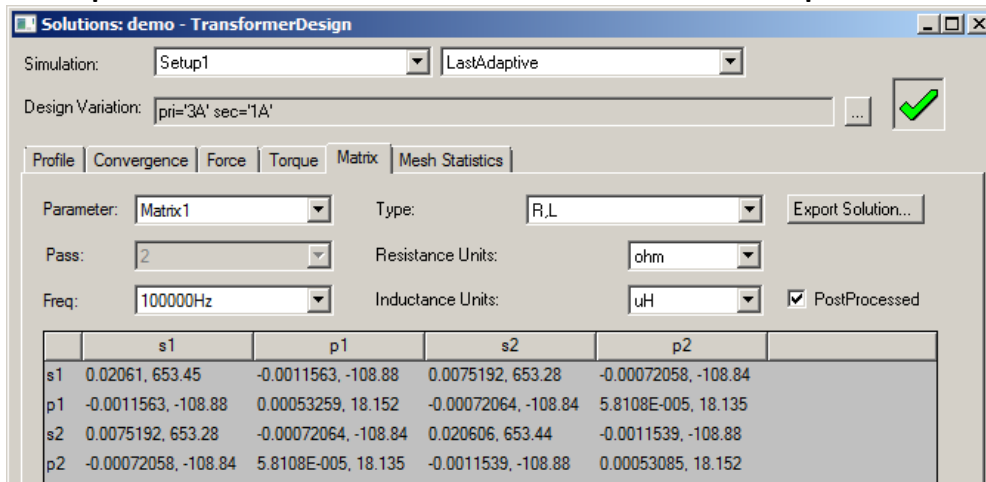 Solutions: demo - TransformerDesign
Simulation: Setup1 LastAdaptive
Design Variation: pri='3A' sec='1A' ...
Profile Convergence Force Torque Matrix Mesh Statistics
Parameter: Matrix1 Type: R,L Export Solution...
Pass: 2 Resistance Units: ohm
Freq: 100000Hz Inductance Units: uH PostProcessed
s1 p1 s2 p2
s1 0.02061, 653.45 -0.0011563, -108.88 0.0075192, 653.28 -0.00072058, -108.84
p1 -0.0011563, -108.88 0.00053259, 18.152 -0.00072064, -108.84 5.8108E-005, 18.135
s2 0.0075192, 653.28 -0.00072064, -108.84 0.020606, 653.44 -0.0011539, -108.88
p2 -0.00072058, -108.84 5.8108E-005, 18.135 -0.0011539, -108.88 0.00053085, 18.152